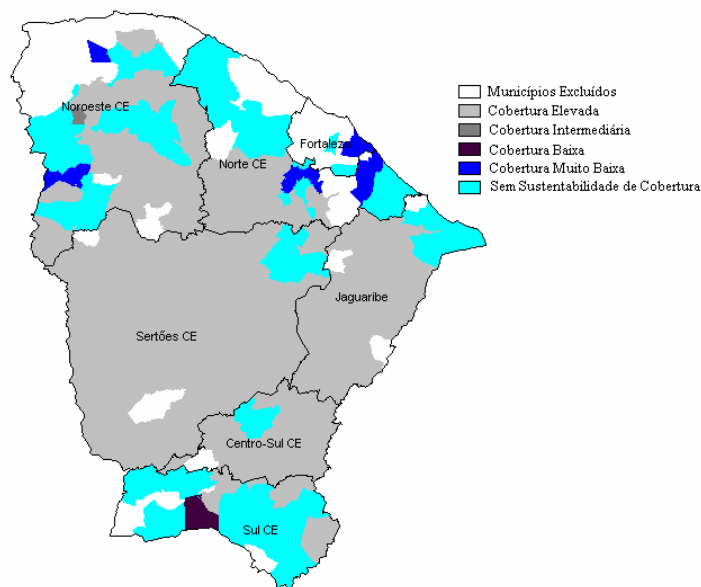 Noroeste CE
Fortaleza
Norte CE
Jaguaribe
Sertões CE
Centro-Sul CE
Sul CE
Municípios Excluídos
Cobertura Elevada
Cobertura Intermediária
Cobertura Baixa
Cobertura Muito Baixa
Sem Sustentabilidade de Cobertura